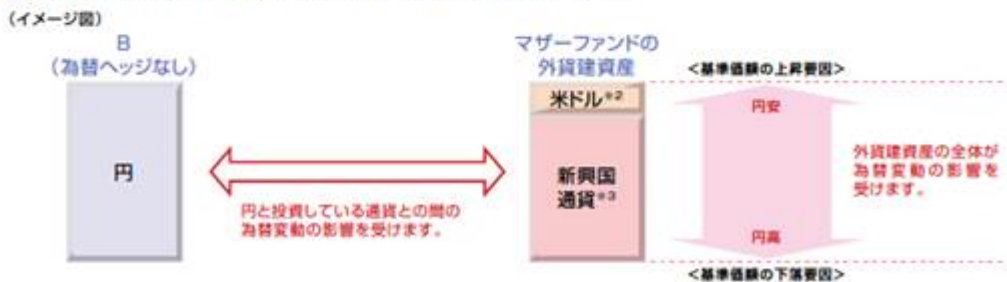 （イメージ図）
B
（為替ヘッジなし）
マザーファンドの
外貨建資産
＜基準価額の上昇要因＞
米ドル※2
円安
円
新興国
通貨※3
外貨建資産の全体が
為替変動の影響を
受けます。
円と投資している通貨との間の
為替変動の影響を受けます。
円高
＜基準価額の下落要因＞